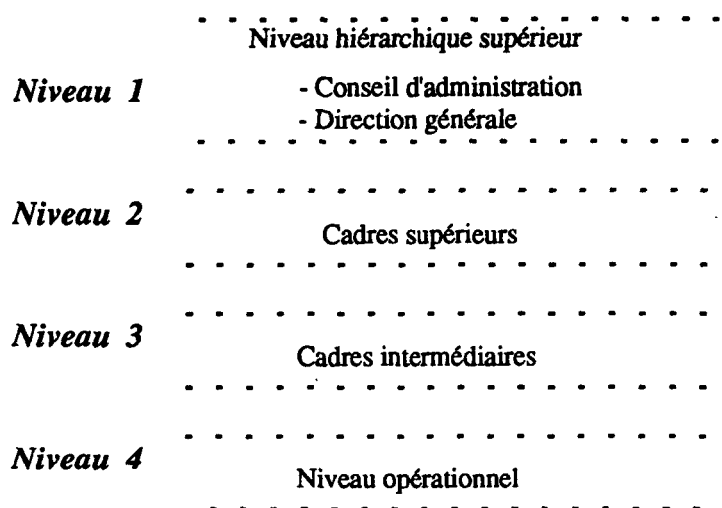 Niveau hiérarchique supérieur
Niveau 1
- Conseil d'administration
- Direction générale
Niveau 2
Cadres supérieurs
Niveau 3
Cadres intermédiaires
Niveau 4
Niveau opérationnel